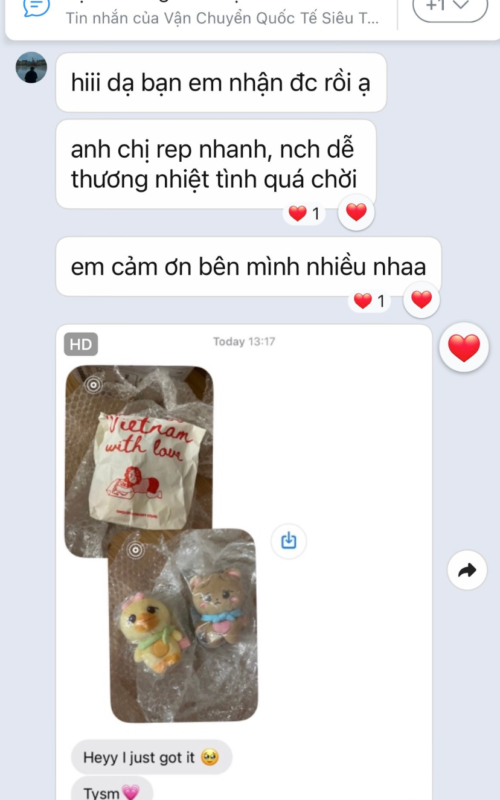 Tin nhắn của Vận Chuyển Quốc Tế Siêu T...
+1
hiii dạ bạn em nhận đc rồi ạ
anh chị rep nhanh, nch dễ
thương nhiệt tình quá chời
❤️ 1
em cảm ơn bên mình nhiều nhaa
❤️ 1
HD
Today 13:17
Vietnam
with love
Heyy I just got it 🥹
Tysm💗